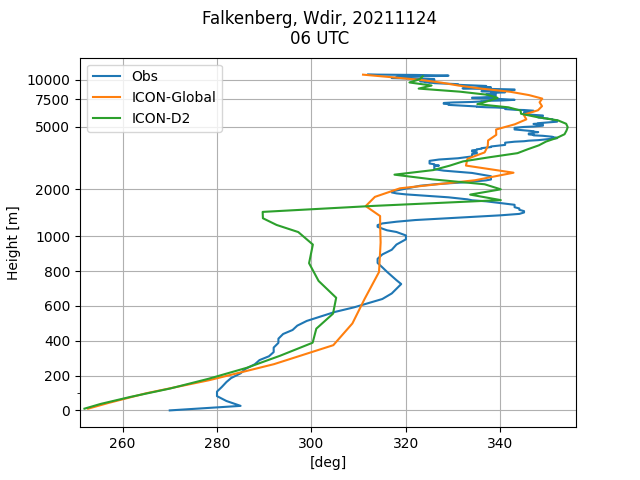 Falkenberg, Wdir, 20211124
06 UTC
Obs
ICON-Global
ICON-D2
Height [m]
10000
7500
5000
2000
1000
800
600
400
200
0
260
280
300
320
340
[deg]